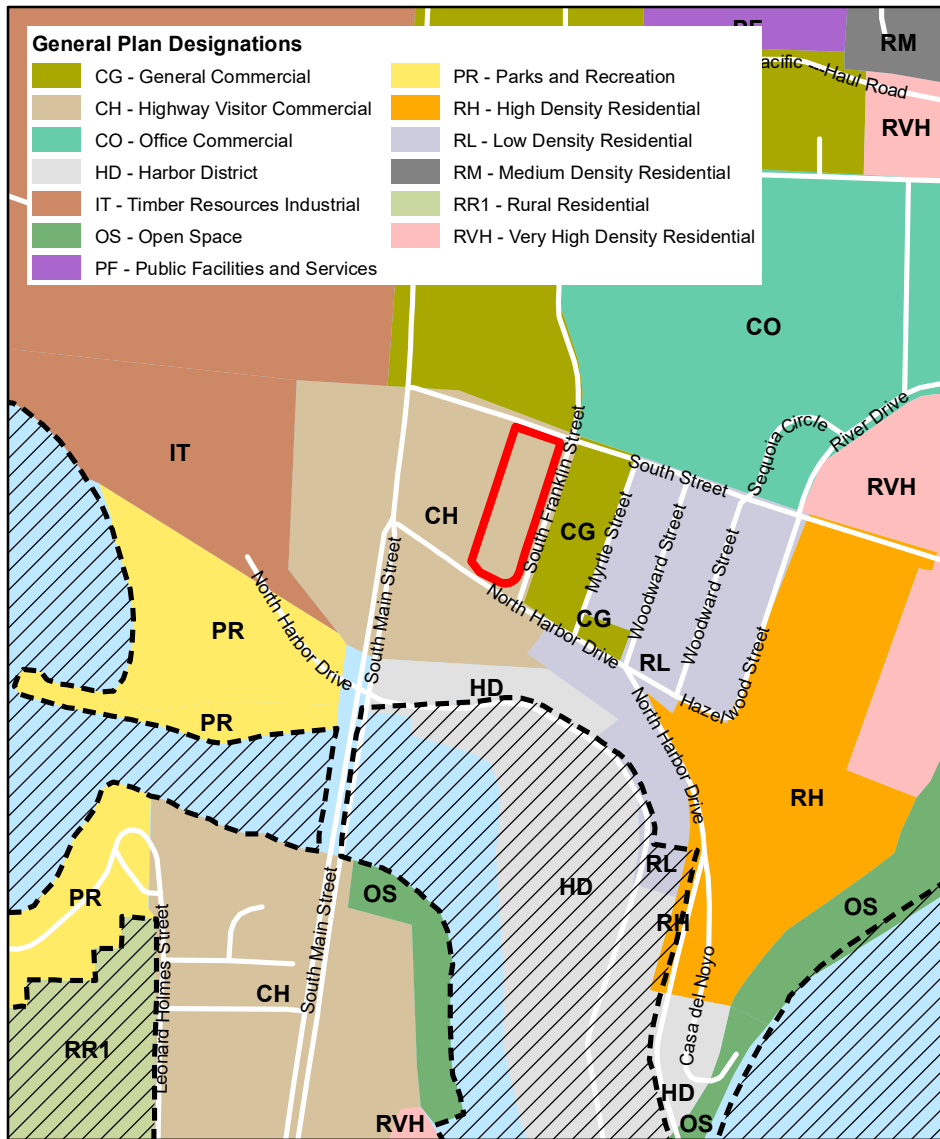 General Plan Designations
CG - General Commercial
CH - Highway Visitor Commercial
CO - Office Commercial
HD - Harbor District
IT - Timber Resources Industrial
OS - Open Space
PF - Public Facilities and Services
PR - Parks and Recreation
RH - High Density Residential
RL - Low Density Residential
RM - Medium Density Residential
RR1 - Rural Residential
RVH - Very High Density Residential
RM
acific ---Haul Road
RVH
CO
River Drive
Sequoia Circle
South Street
South Franklin Street
IT
CH
CG
RVH
Myrtle Street
Woodward Street
Woodward Street
North Harbor Drive
North Harbor Drive
South Main Street
PR
CG
RL
Hazelwood Street
HD
PR
North Harbor Drive
RH
HD
RL
PR
OS
OS
RH
South Main Street
Leonard Holmes Street
CH
Casa del Noyo
RR1
HD
RVH
OS